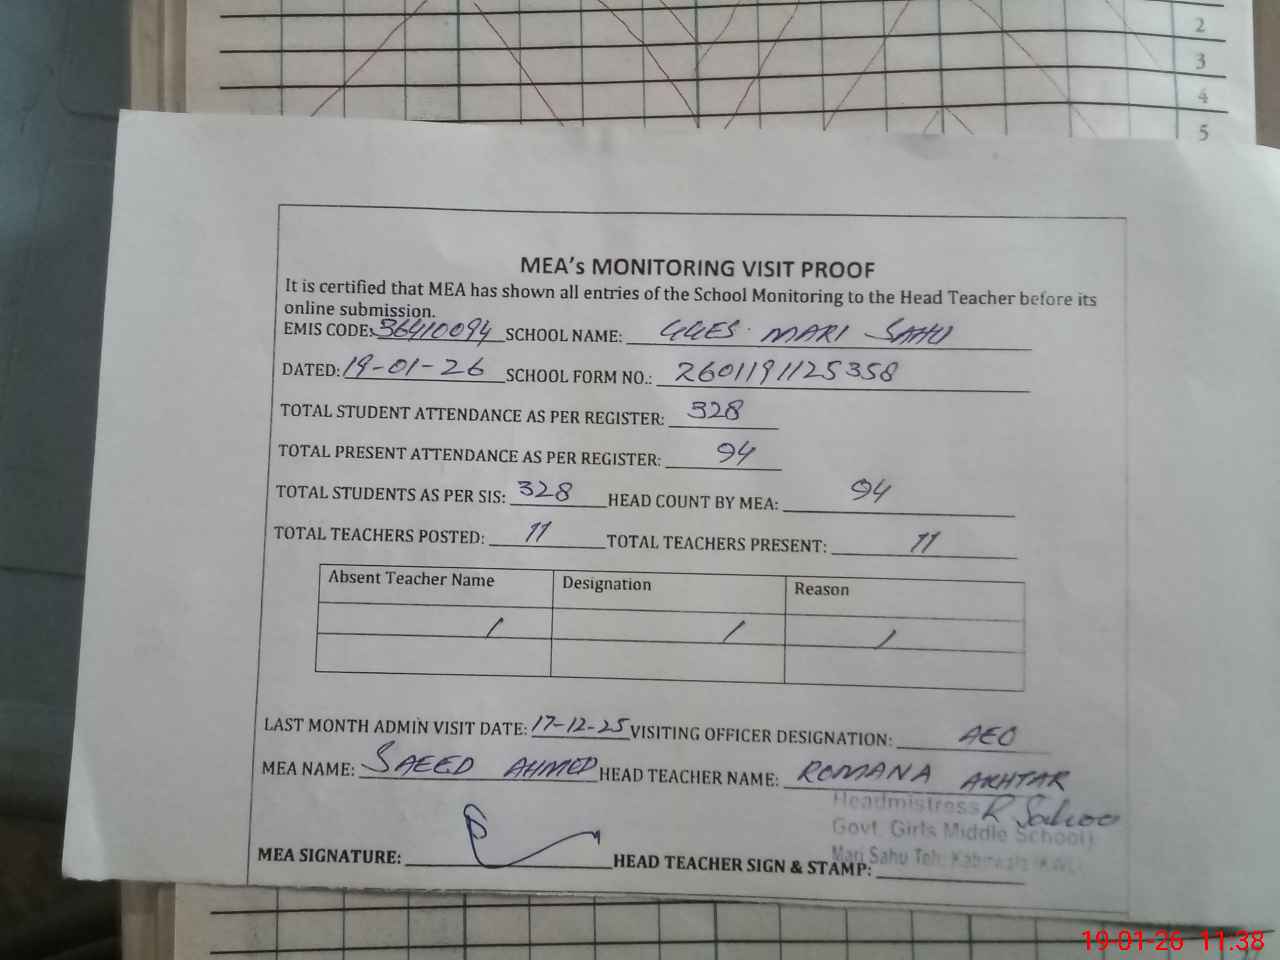 2
3
4
5
MEA's MONITORING VISIT PROOF
It is certified that MEA has shown all entries of the School Monitoring to the Head Teacher before its
online submission.
EMIS CODE: 36410094 SCHOOL NAME: GGES MARI SAHU
DATED: 19-01-26 SCHOOL FORM NO.: 2601191125358
TOTAL STUDENT ATTENDANCE AS PER REGISTER: 328
TOTAL PRESENT ATTENDANCE AS PER REGISTER: 94
TOTAL STUDENTS AS PER SIS: 328 HEAD COUNT BY MEA: 94
TOTAL TEACHERS POSTED: 11 TOTAL TEACHERS PRESENT: 11
Absent Teacher Name Designation Reason
/ / /
LAST MONTH ADMIN VISIT DATE: 17-12-25 VISITING OFFICER DESIGNATION: AEO
MEA NAME: SAEED AHMED HEAD TEACHER NAME: ROMANA AKHTAR
Headmistress
Govt. Girls Middle School
Mari Sahu Teh:
MEA SIGNATURE: HEAD TEACHER SIGN & STAMP:
19-01-26 11:38